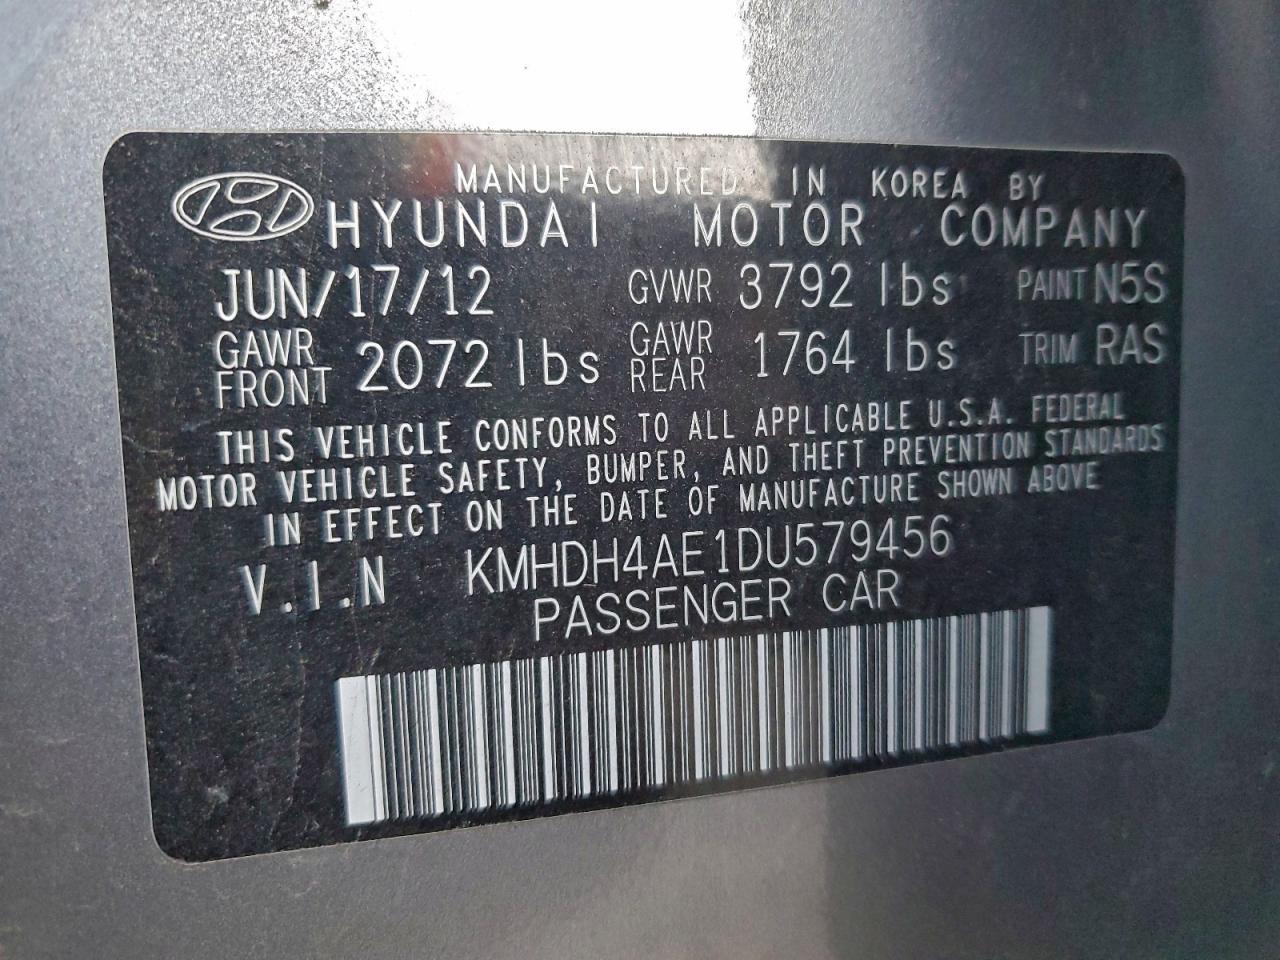 MANUFACTURED IN KOREA BY
HYUNDAI MOTOR COMPANY
JUN/17/12 GVWR 3792 lbs PAINT N5S
GAWR FRONT 2072 lbs GAWR REAR 1764 lbs TRIM RAS
THIS VEHICLE CONFORMS TO ALL APPLICABLE U.S.A. FEDERAL
MOTOR VEHICLE SAFETY, BUMPER, AND THEFT PREVENTION STANDARDS
IN EFFECT ON THE DATE OF MANUFACTURE SHOWN ABOVE
V.I.N KMHDH4AE1DU579456
PASSENGER CAR